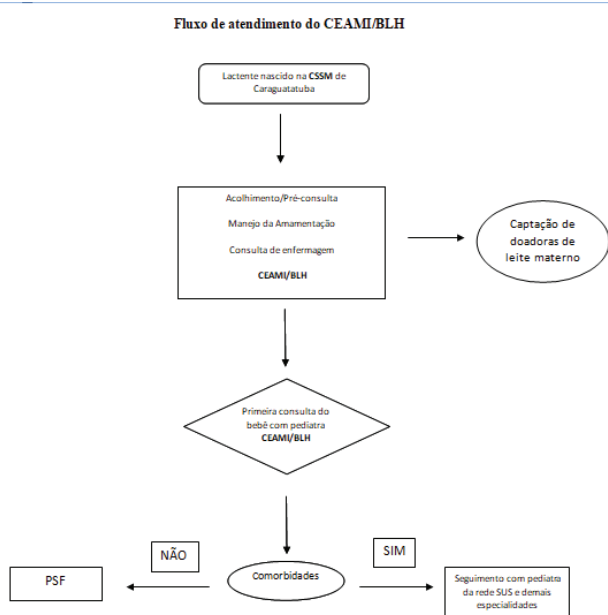 Fluxo de atendimento do CEAMI/BLH
Lactente nascido na CSSM de
Caraguatatuba
Acolhimento/Pré-consulta
Manejo da Amamentação
Consulta de enfermagem
CEAMI/BLH
Captação de
doadoras de
leite materno
Primeira consulta do
bebê com pediatra
CEAMI/BLH
NÃO
SIM
PSF
Comorbidades
Seguimento com pediatra
da rede SUS e demais
especialidades